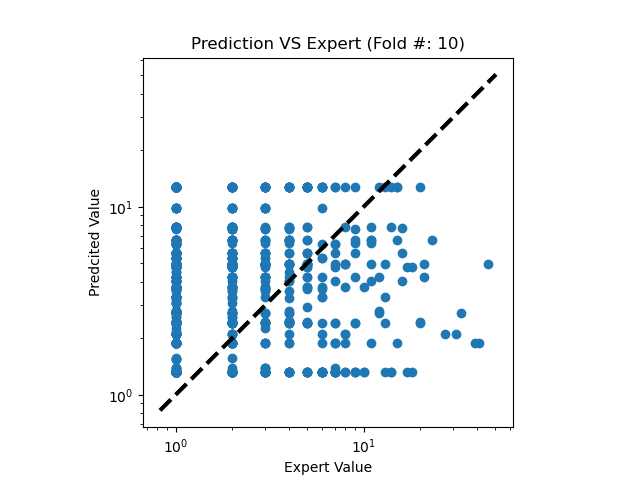 Prediction VS Expert (Fold #: 10)
Predcited Value
10¹
10⁰
10⁰ 10¹
Expert Value